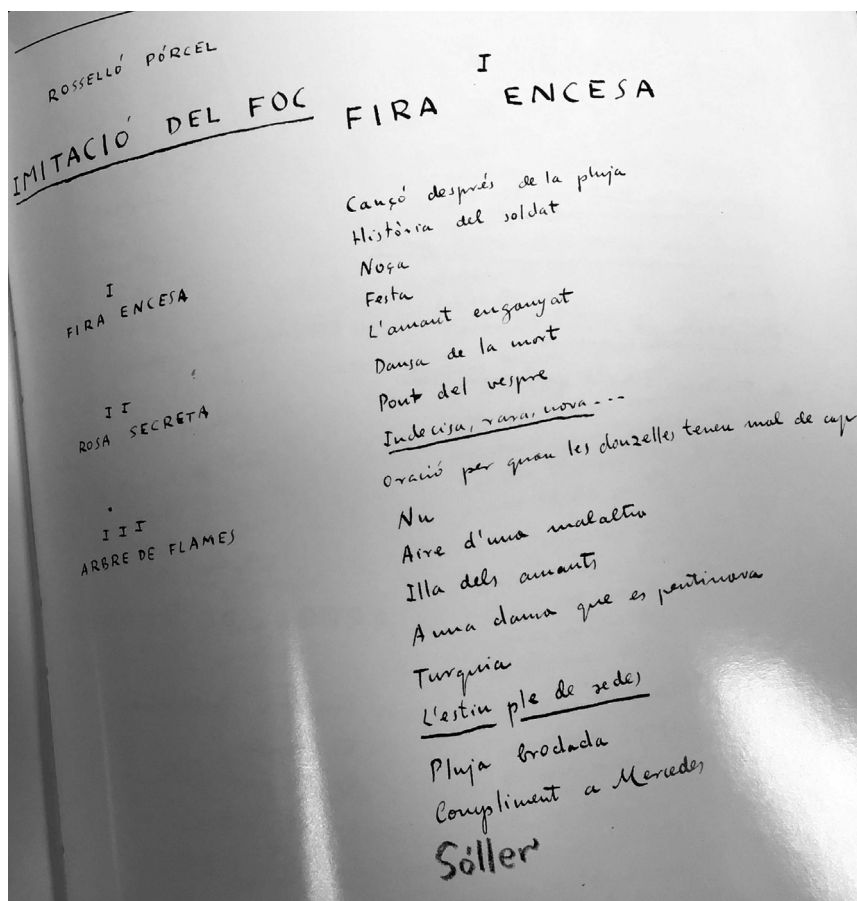 ROSSELLÓ PÓRCEL
IMITACIÓ DEL FOC
I
FIRA ENCESA
II
ROSA SECRETA
III
ARBRE DE FLAMES
I
FIRA ENCESA
Cançó després de la pluja
Història del soldat
Noça
Festa
L'amant enganyat
Dansa de la mort
Pont del vespre
Indecisa, rara, nova...
Oració per quan les donzelles tenen mal de cap
Nu
Aire d'una malaltia
Illa dels amants
A una dama que es pentinava
Turquia
L'estiu ple de sedes
Pluja brodada
Compliment a Mercedes
Sóller